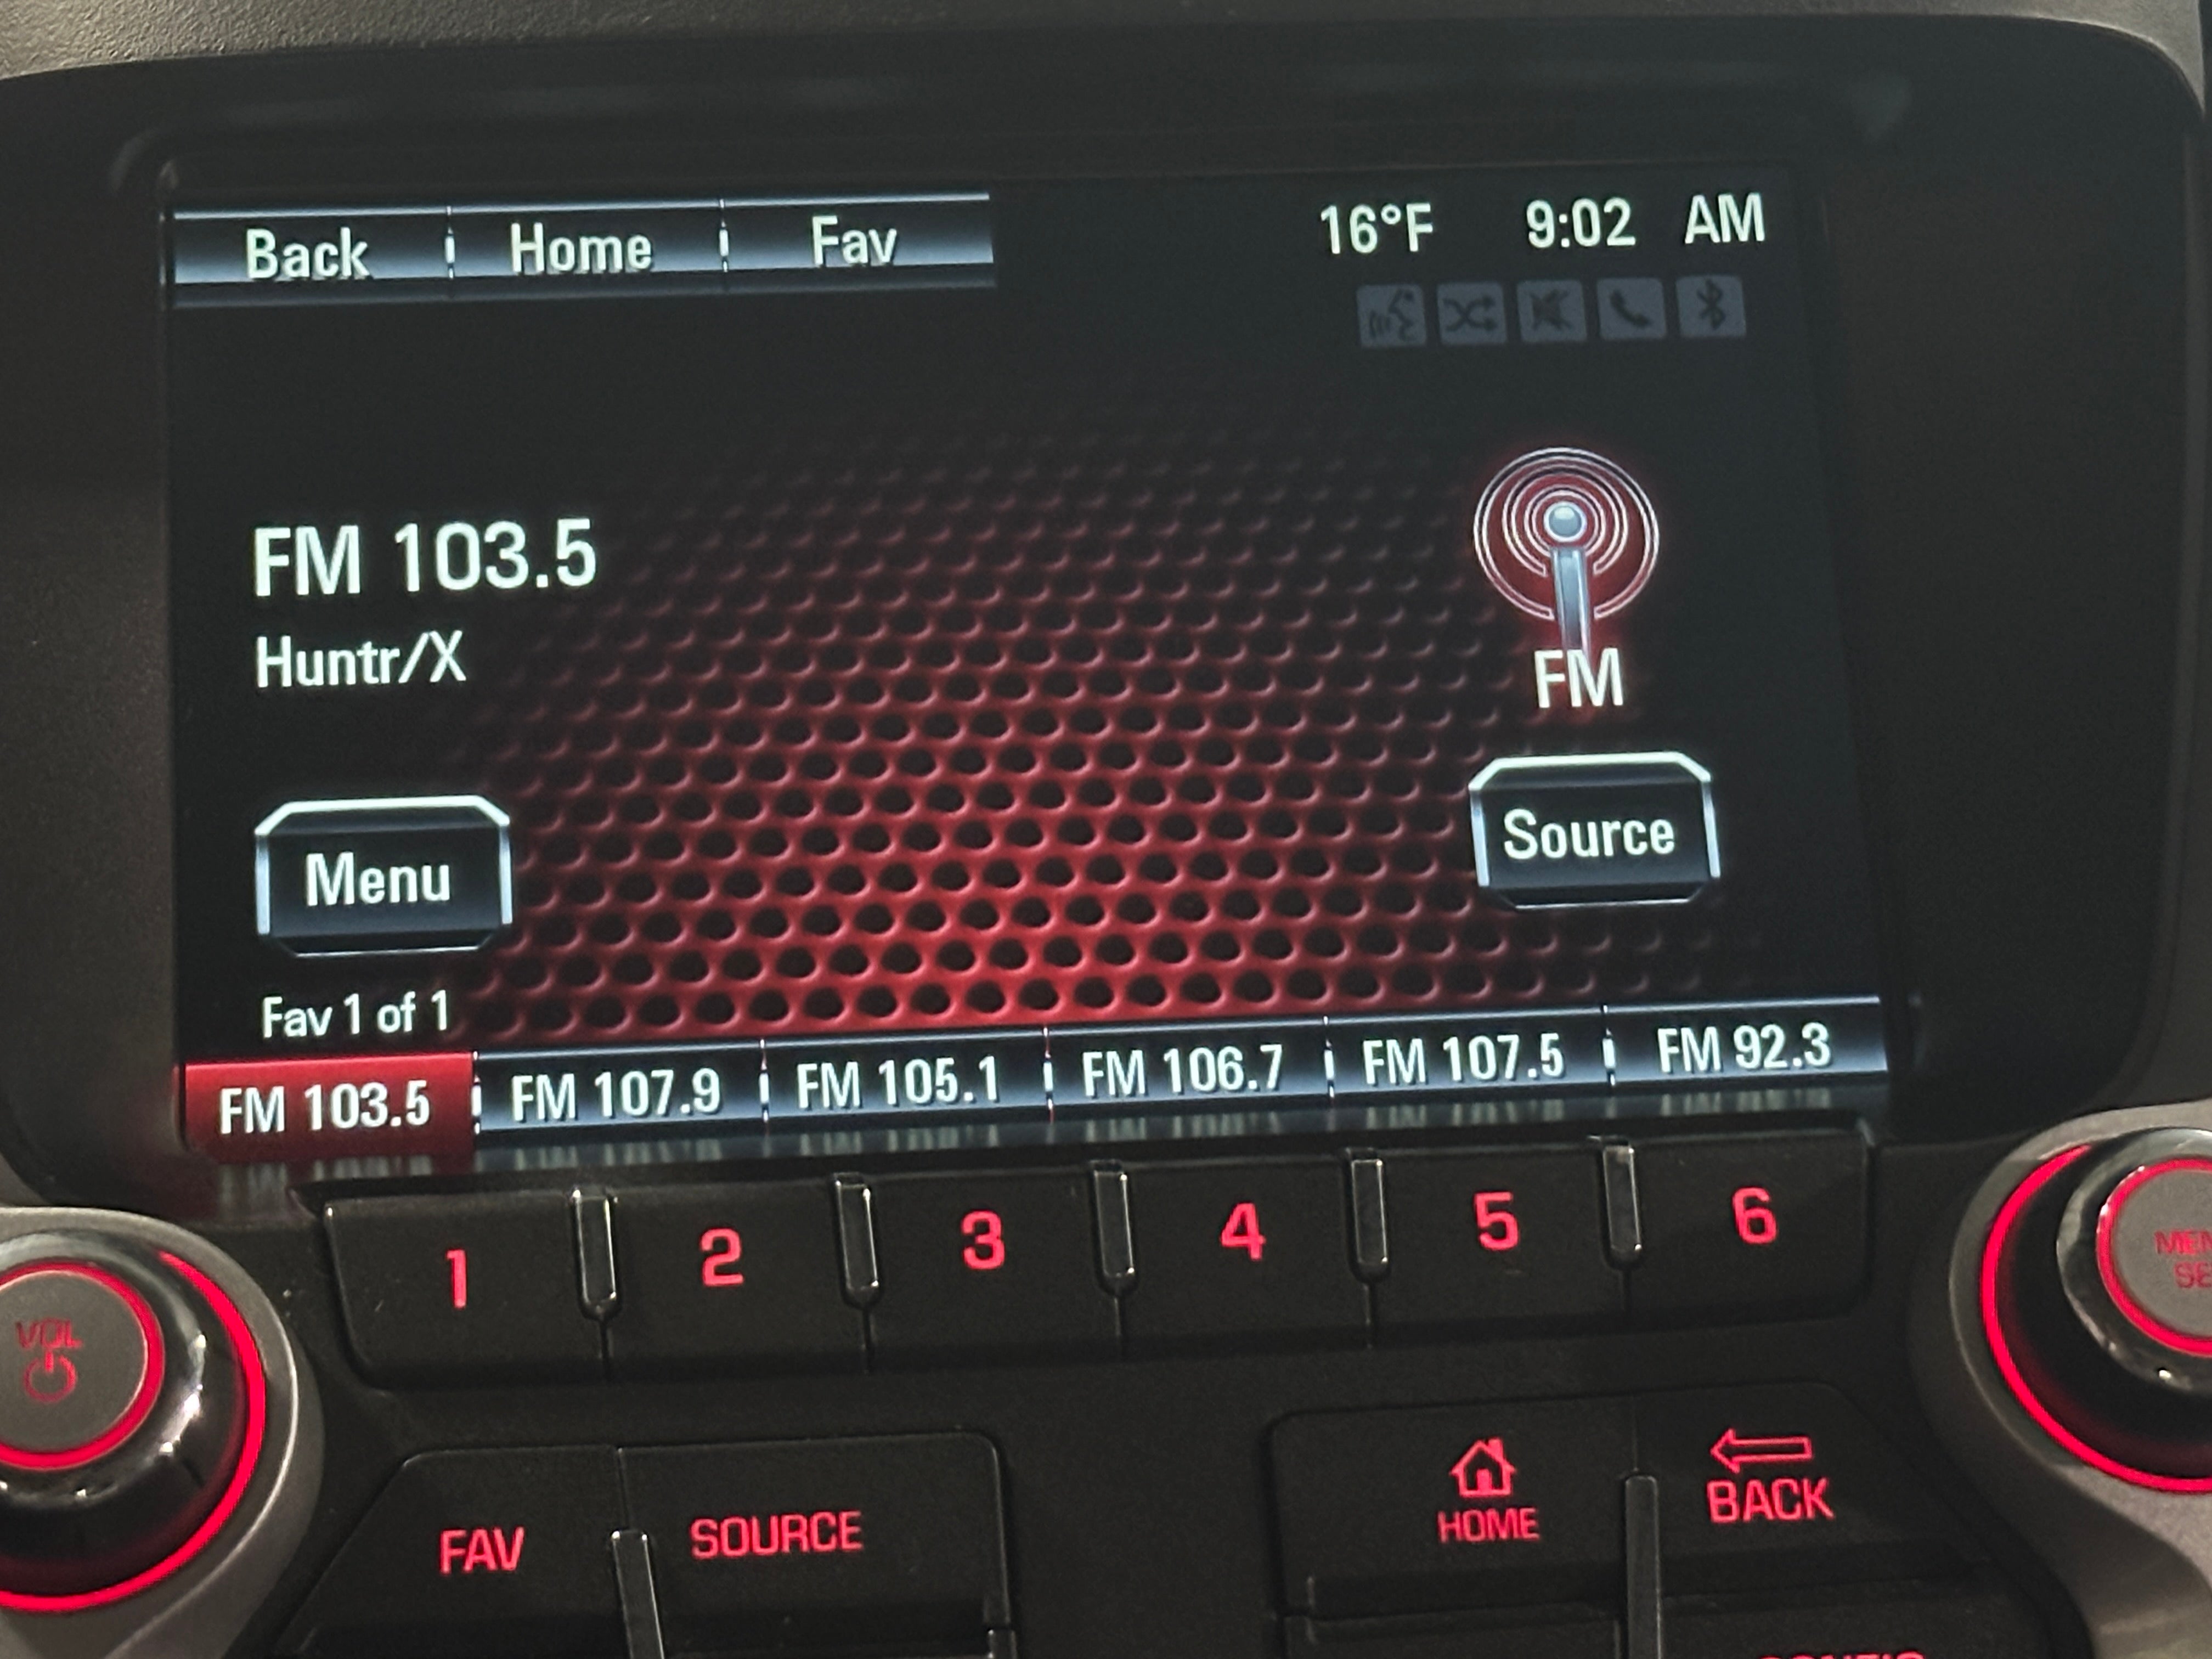 Back Home Fav 16°F 9:02 AM
FM 103.5
Huntr/X
FM
Menu
Source
Fav 1 of 1
FM 103.5 FM 107.9 FM 105.1 FM 106.7 FM 107.5 FM 92.3
1 2 3 4 5 6
VOL
FAV SOURCE HOME BACK